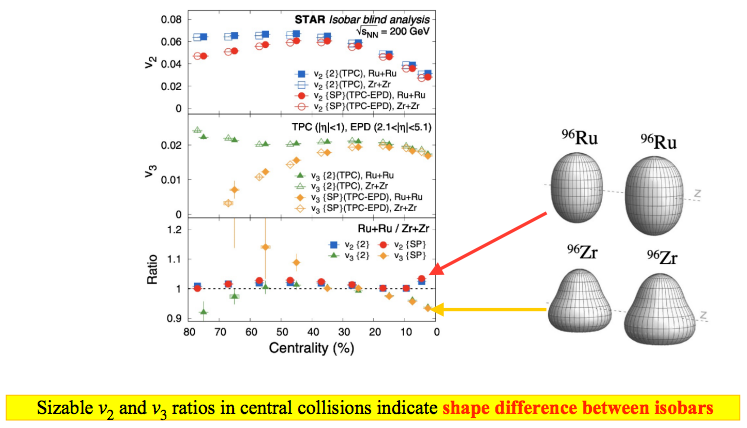 STAR Isobar blind analysis
√sNN = 200 GeV
v2
0.08
0.06
0.04
0.02
0
v2 {2}(TPC), Ru+Ru
v2 {2}(TPC), Zr+Zr
v2 {SP}(TPC-EPD), Ru+Ru
v2 {SP}(TPC-EPD), Zr+Zr
TPC (|η|<1), EPD (2.1<|η|<5.1)
v3
0.02
0.01
0
v3 {2}(TPC), Ru+Ru
v3 {2}(TPC), Zr+Zr
v3 {SP}(TPC-EPD), Ru+Ru
v3 {SP}(TPC-EPD), Zr+Zr
Ru+Ru / Zr+Zr
Ratio
1.2
1.1
1
0.9
v2 {2} v2 {SP}
v3 {2} v3 {SP}
80 70 60 50 40 30 20 10 0
Centrality (%)
96Ru 96Ru
z
96Zr 96Zr
z
Sizable v2 and v3 ratios in central collisions indicate shape difference between isobars